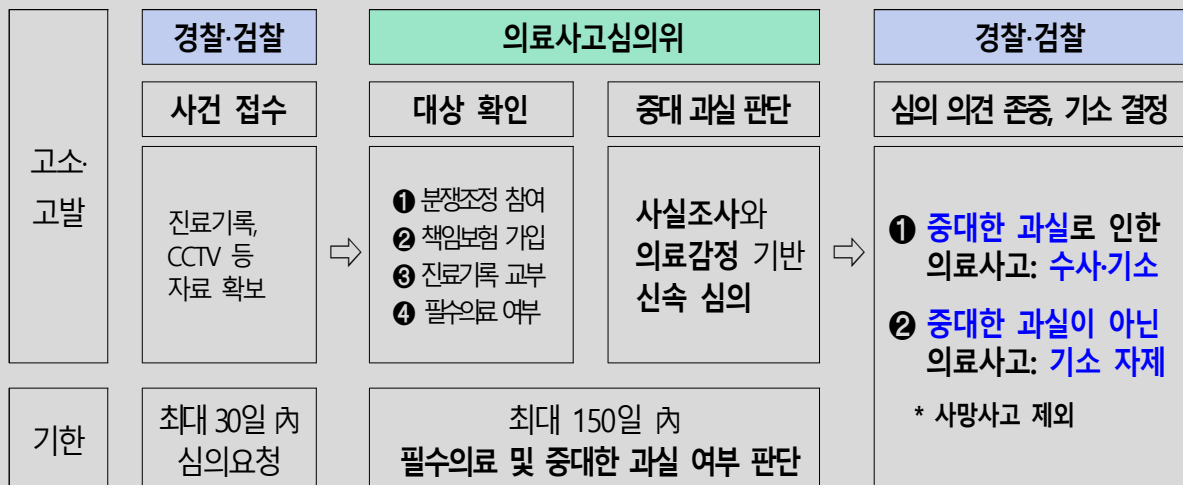 경찰·검찰
의료사고심의위
경찰·검찰
사건 접수
대상 확인
중대 과실 판단
심의 의견 존중, 기소 결정
고소·
고발
진료기록,
CCTV 등
자료 확보
⇨
❶ 분쟁조정 참여
❷ 책임보험 가입
❸ 진료기록 교부
❹ 필수의료 여부
사실조사와
의료감정 기반
신속 심의
⇨
❶ 중대한 과실로 인한
의료사고: 수사·기소
❷ 중대한 과실이 아닌
의료사고: 기소 자제
* 사망사고 제외
기한
최대 30일 內
심의요청
최대 150일 內
필수의료 및 중대한 과실 여부 판단